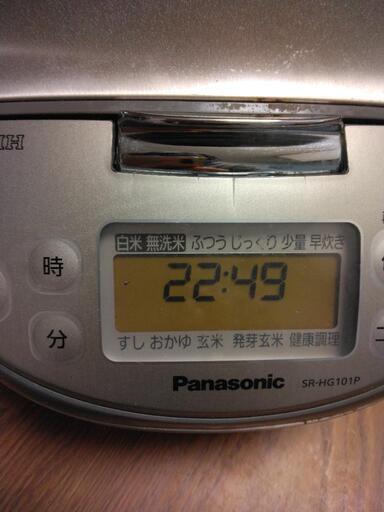 IH
白米 無洗米 ふつう じっくり 少量 早炊き
時
22:49
分
すし おかゆ 玄米 発芽玄米 健康調理
Panasonic SR-HG101P